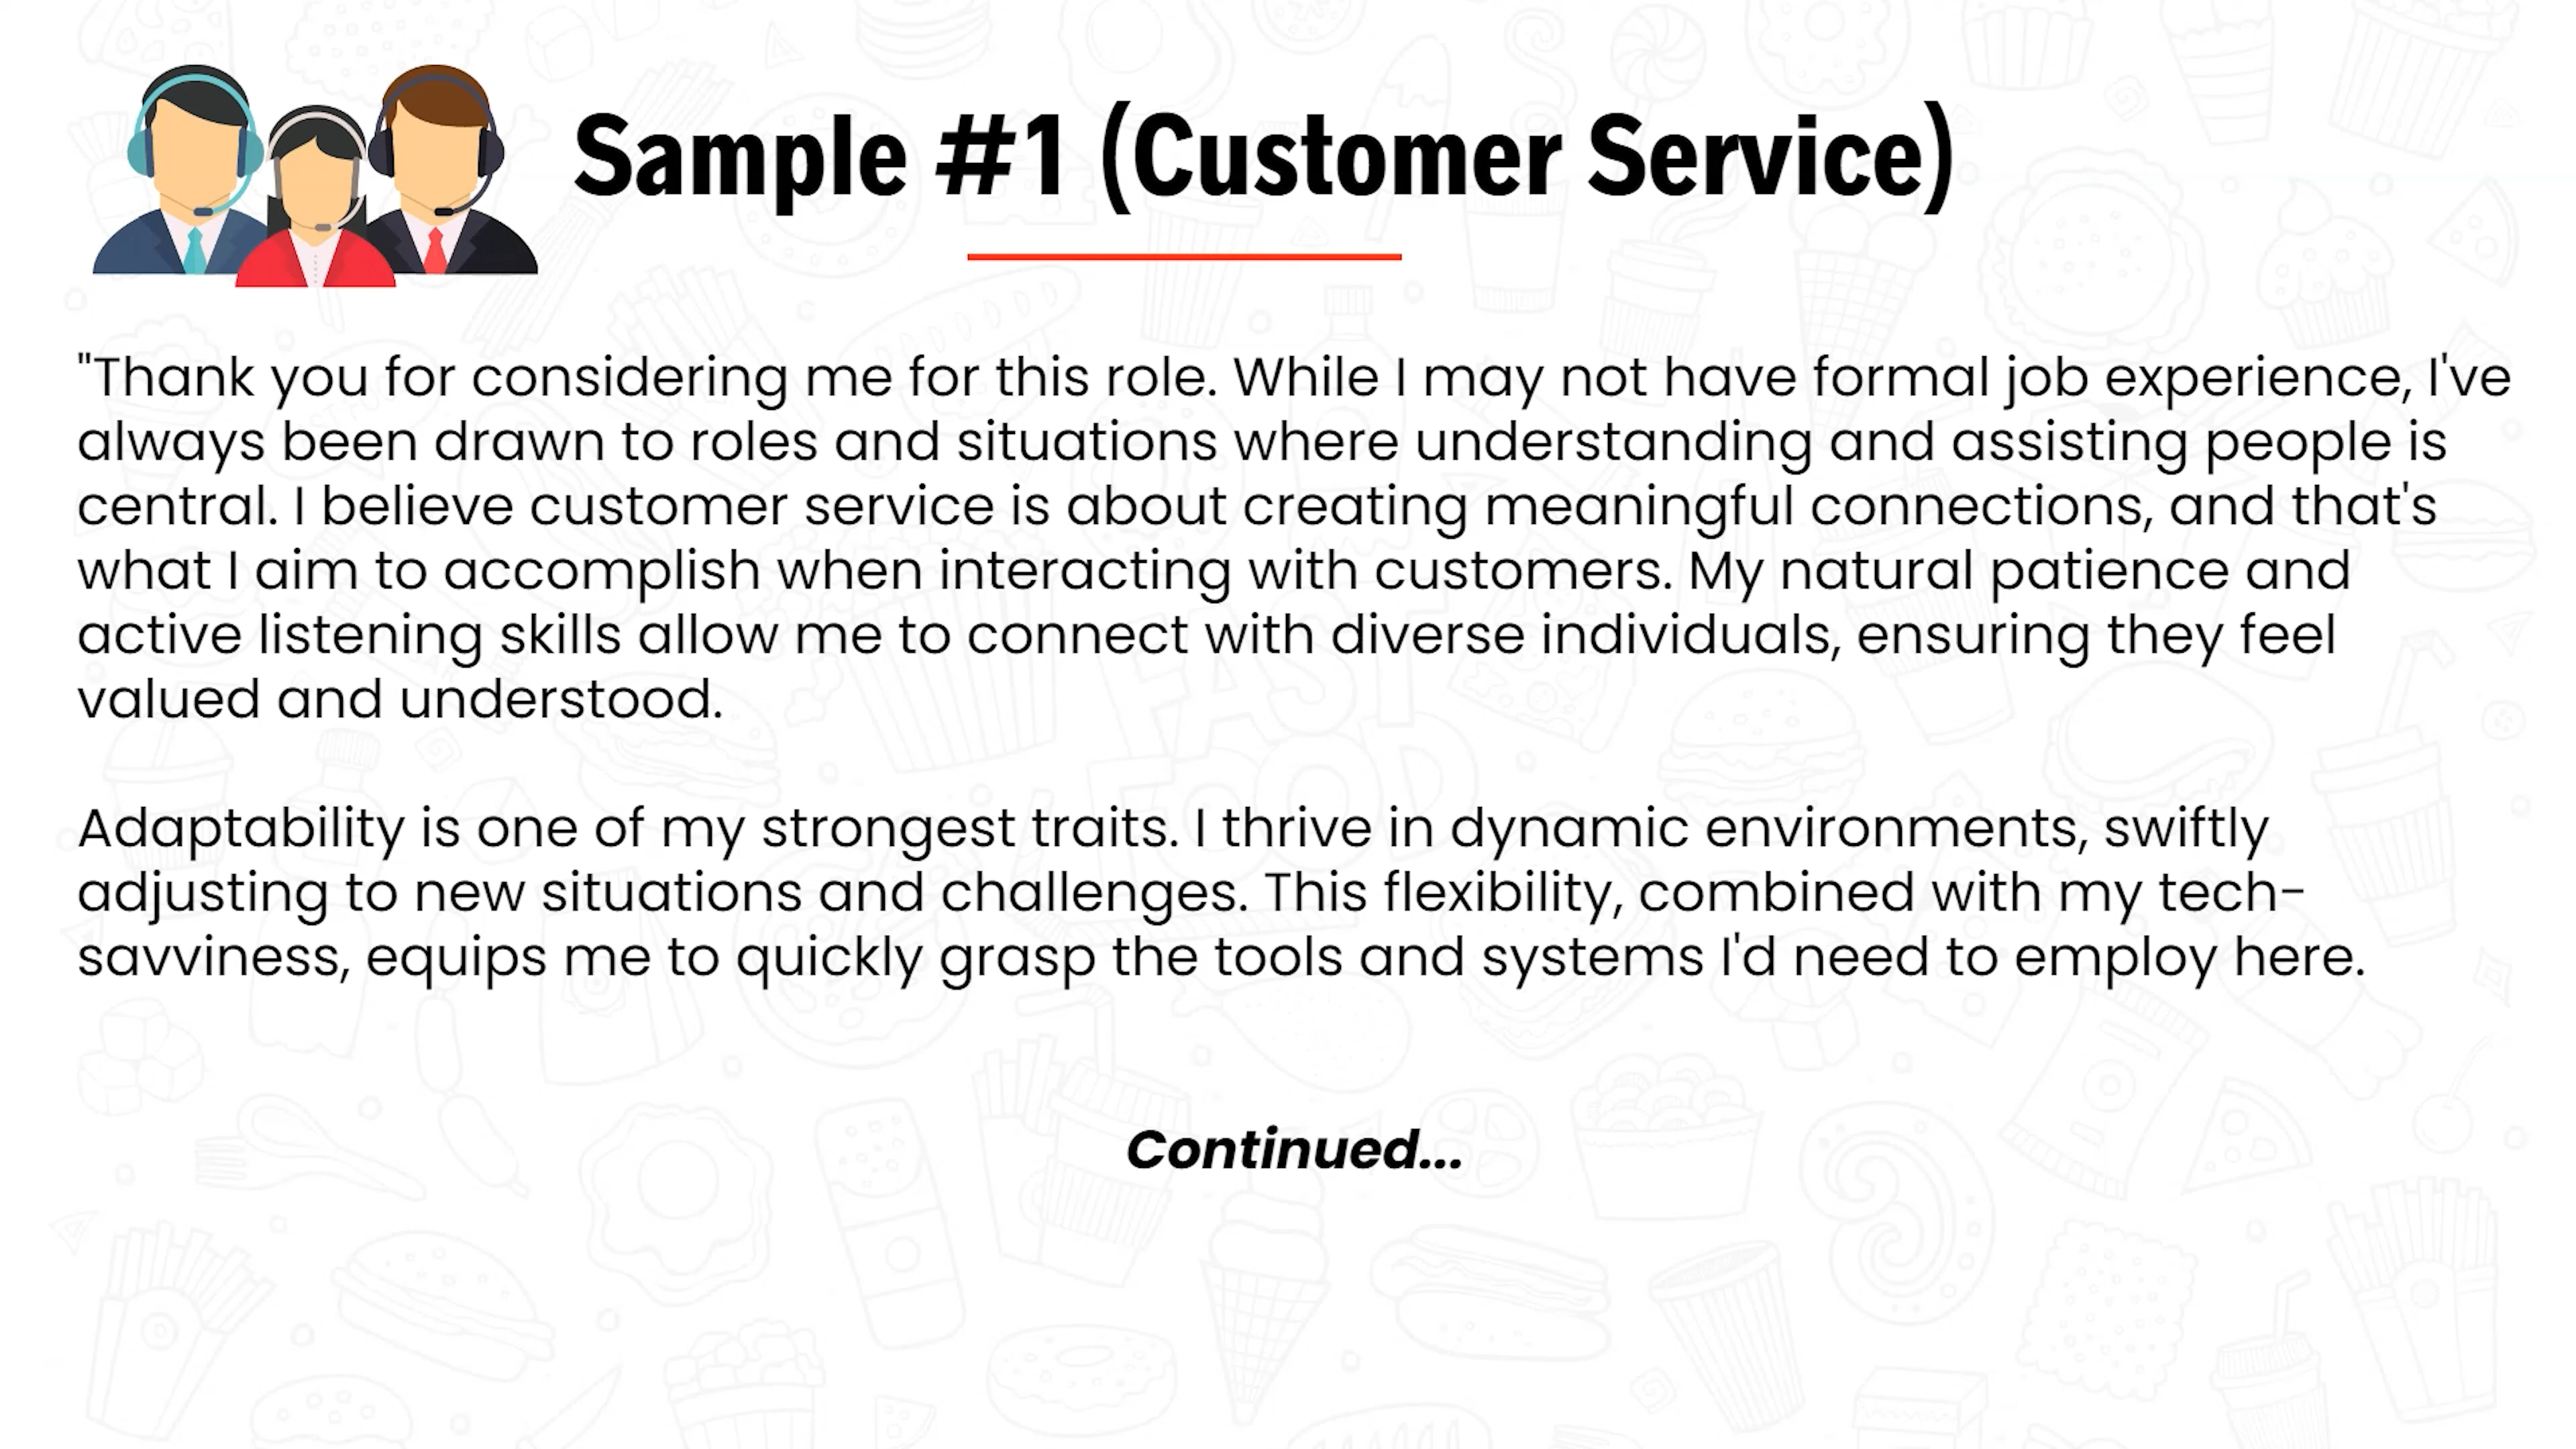 Sample #1 (Customer Service)
"Thank you for considering me for this role. While I may not have formal job experience, I've
always been drawn to roles and situations where understanding and assisting people is
central. I believe customer service is about creating meaningful connections, and that's
what I aim to accomplish when interacting with customers. My natural patience and
active listening skills allow me to connect with diverse individuals, ensuring they feel
valued and understood.
FAST
FOOD
Adaptability is one of my strongest traits. I thrive in dynamic environments, swiftly
adjusting to new situations and challenges. This flexibility, combined with my tech-
savviness, equips me to quickly grasp the tools and systems I'd need to employ here.
Continued...